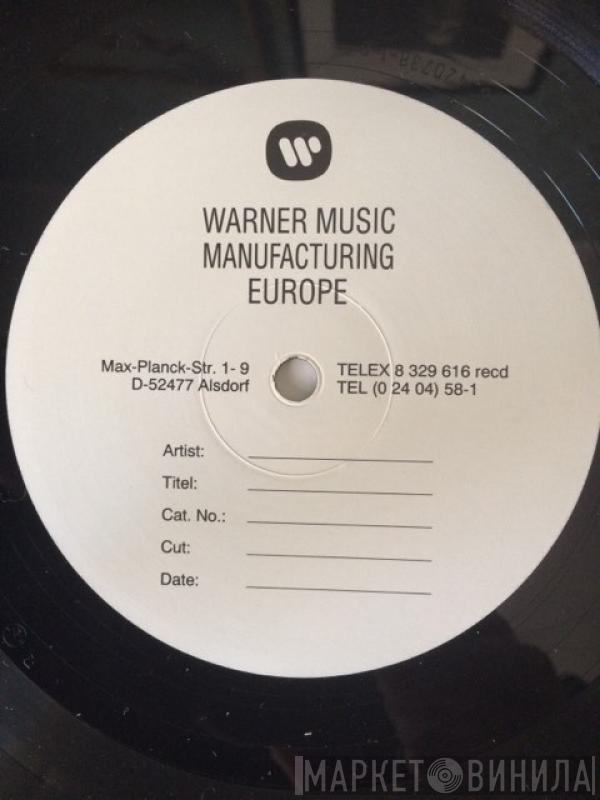 WARNER MUSIC
MANUFACTURING
EUROPE
Max-Planck-Str. 1- 9
D-52477 Alsdorf
TELEX 8 329 616 recd
TEL (0 24 04) 58-1
Artist:
Titel:
Cat. No.:
Cut:
Date:
МАРКЕТ ВИНИЛА